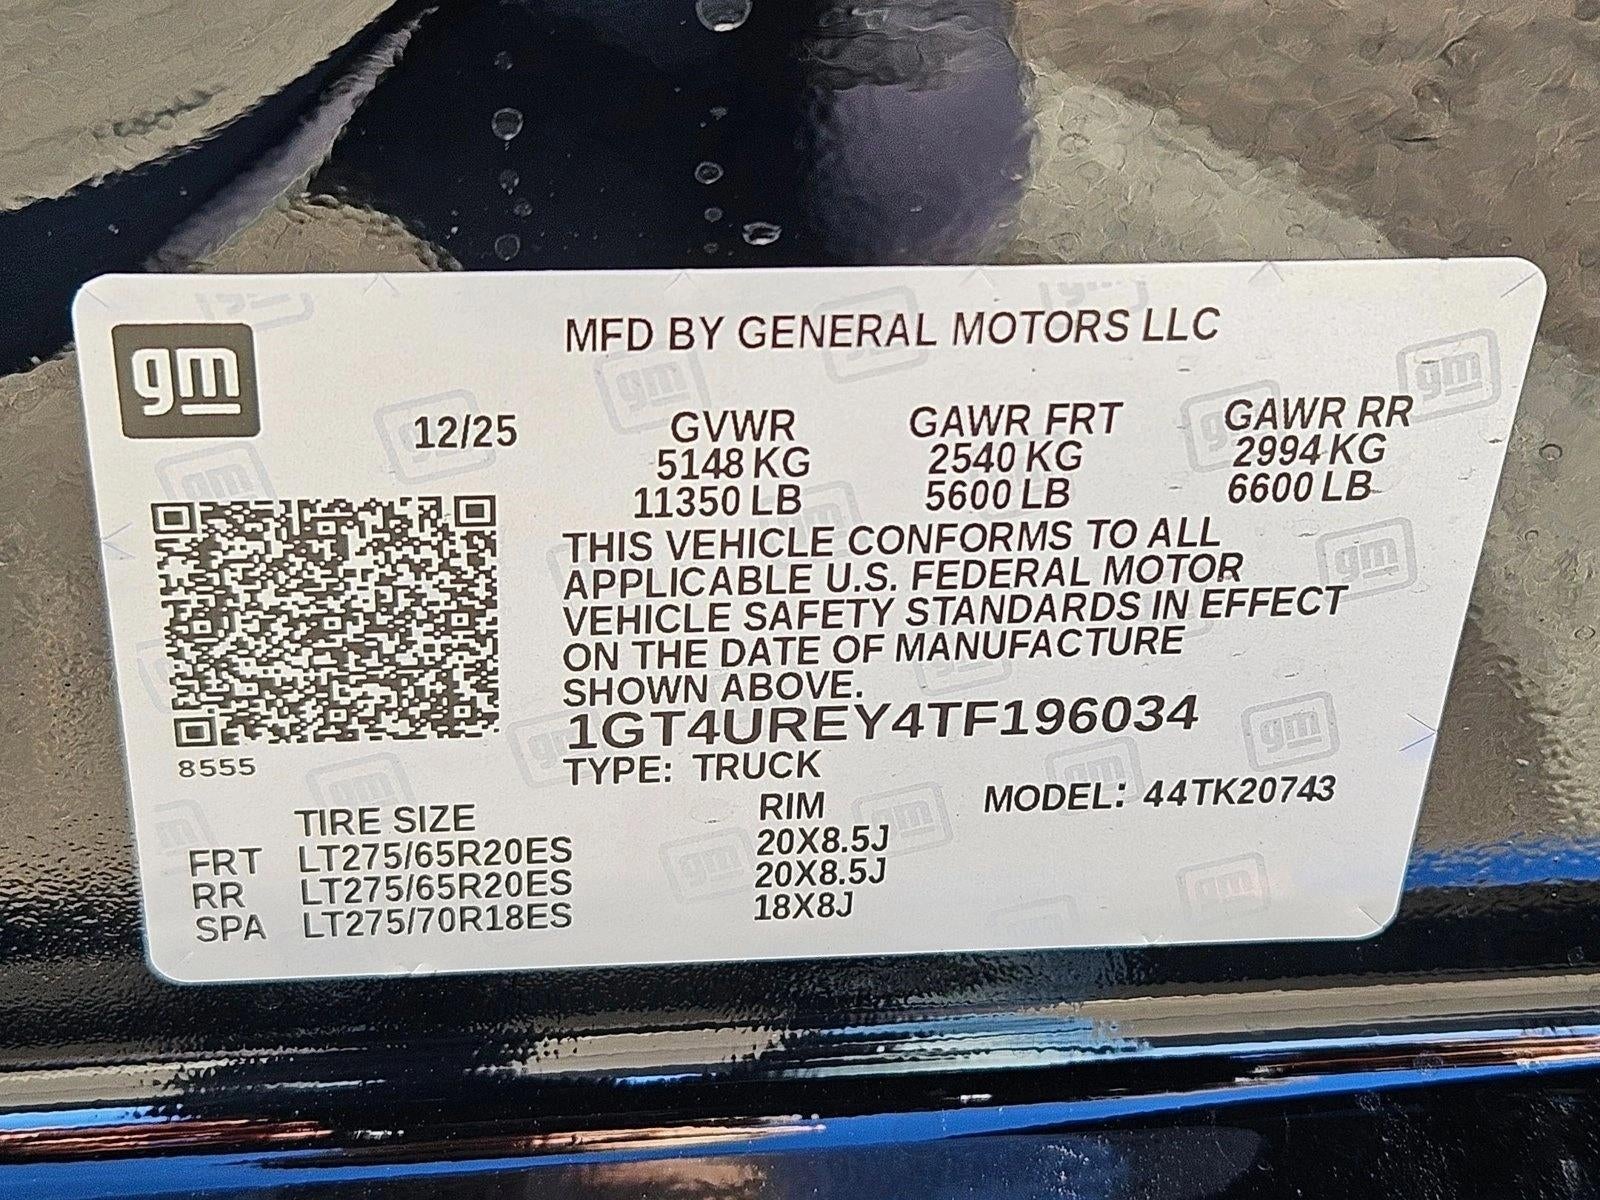 gm
MFD BY GENERAL MOTORS LLC
12/25 GVWR GAWR FRT GAWR RR
5148 KG 2540 KG 2994 KG
11350 LB 5600 LB 6600 LB
THIS VEHICLE CONFORMS TO ALL
APPLICABLE U.S. FEDERAL MOTOR
VEHICLE SAFETY STANDARDS IN EFFECT
ON THE DATE OF MANUFACTURE
SHOWN ABOVE.
1GT4UREY4TF196034
8555
TYPE: TRUCK
MODEL: 44TK20743
TIRE SIZE RIM
FRT LT275/65R20ES 20X8.5J
RR LT275/65R20ES 20X8.5J
SPA LT275/70R18ES 18X8J